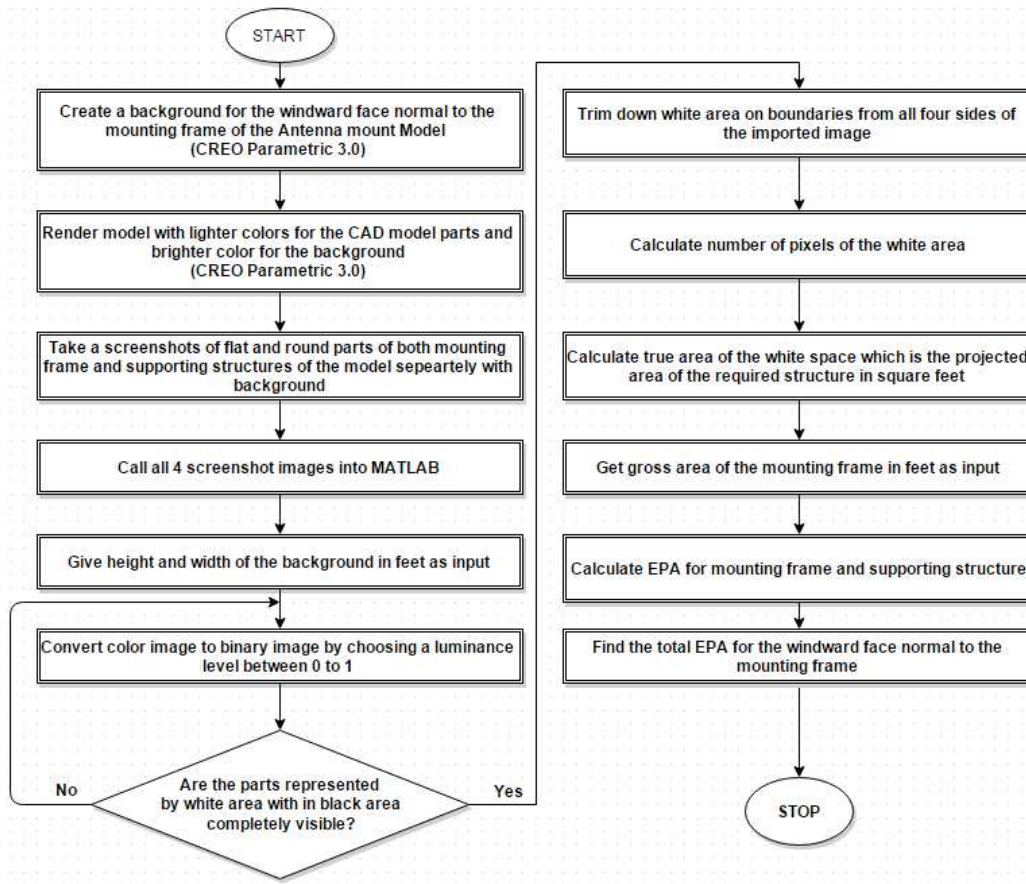 START
Create a background for the windward face normal to the
mounting frame of the Antenna mount Model
(CREO Parametric 3.0)
Render model with lighter colors for the CAD model parts and
brighter color for the background
(CREO Parametric 3.0)
Take a screenshots of flat and round parts of both mounting
frame and supporting structures of the model sepeartely with
background
Call all 4 screenshot images into MATLAB
Give height and width of the background in feet as input
Convert color image to binary image by choosing a luminance
level between 0 to 1
Are the parts represented
by white area with in black area
completely visible?
No
Yes
Trim down white area on boundaries from all four sides of
the imported image
Calculate number of pixels of the white area
Calculate true area of the white space which is the projected
area of the required structure in square feet
Get gross area of the mounting frame in feet as input
Calculate EPA for mounting frame and supporting structure
Find the total EPA for the windward face normal to the
mounting frame
STOP